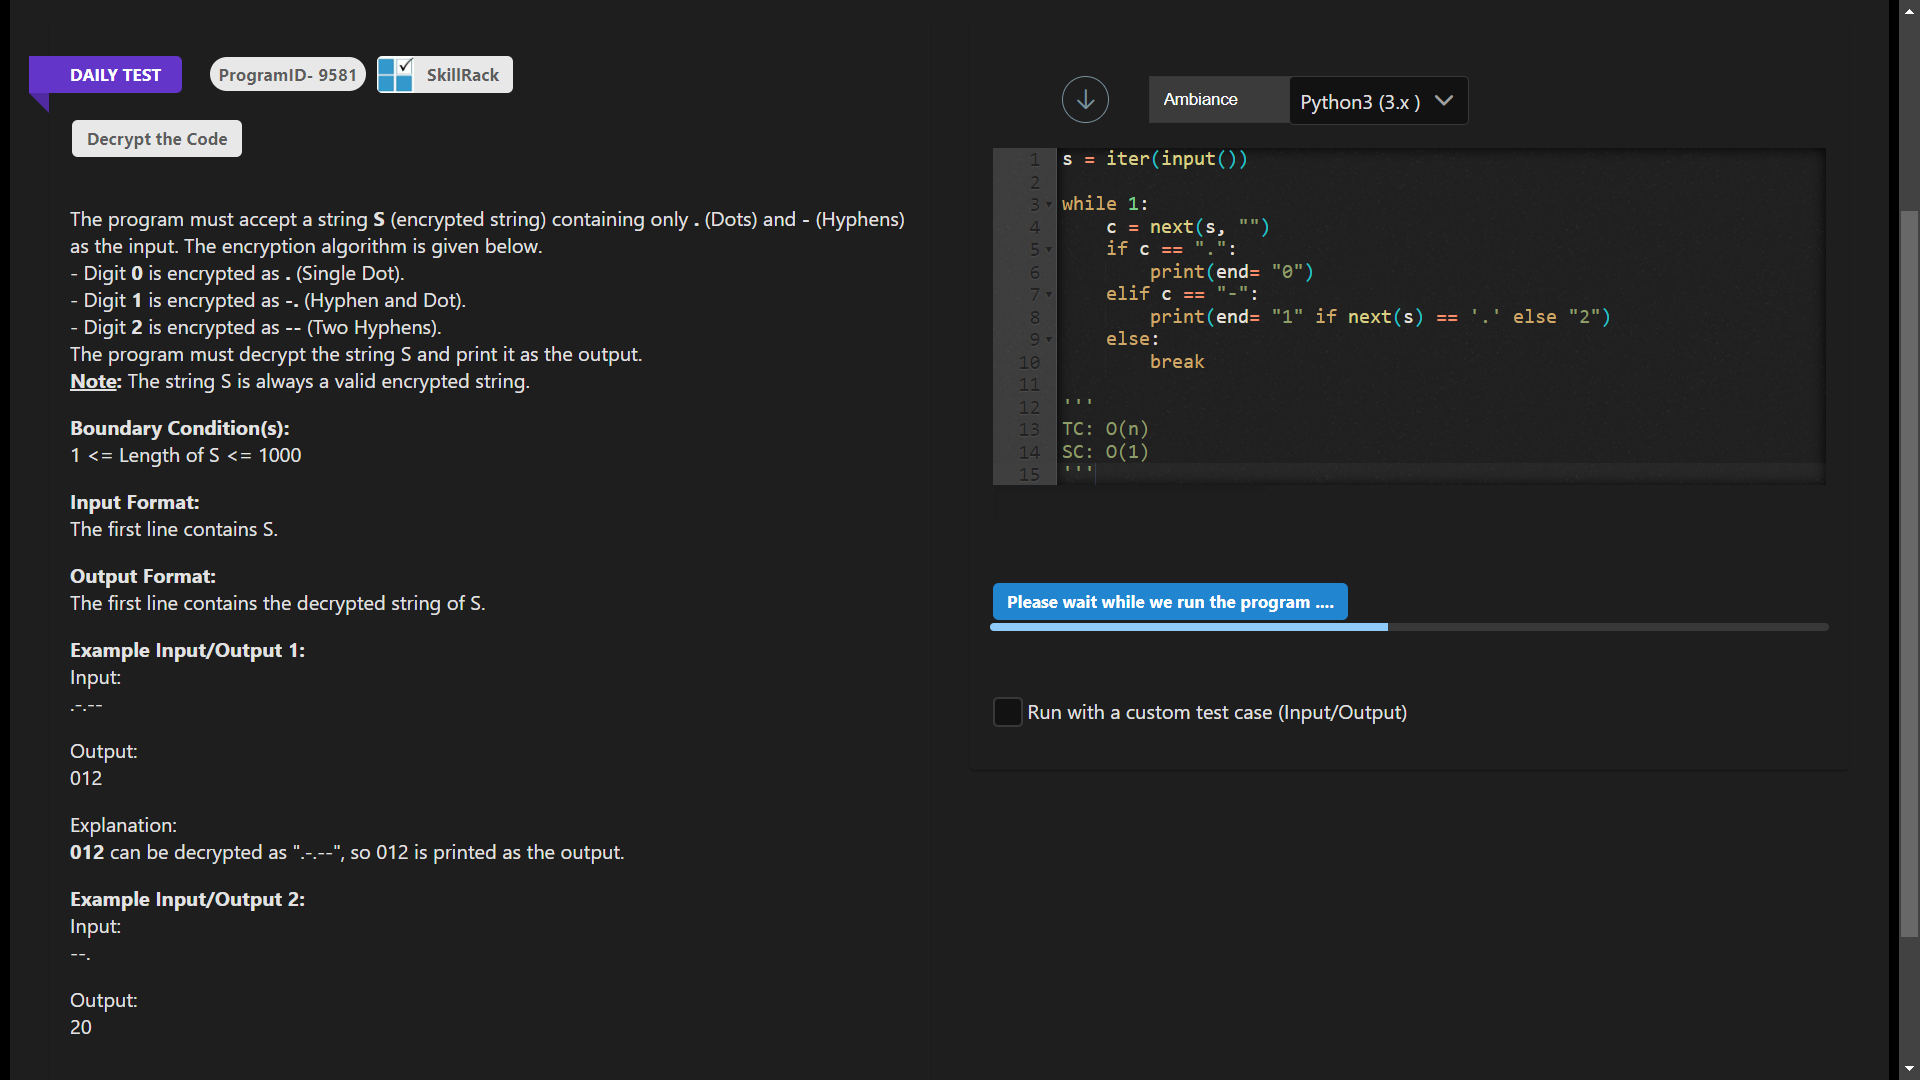 DAILY TEST
ProgramID- 9581
SkillRack
Decrypt the Code
The program must accept a string S (encrypted string) containing only . (Dots) and - (Hyphens)
as the input. The encryption algorithm is given below.
- Digit 0 is encrypted as . (Single Dot).
- Digit 1 is encrypted as -. (Hyphen and Dot).
- Digit 2 is encrypted as -- (Two Hyphens).
The program must decrypt the string S and print it as the output.
Note: The string S is always a valid encrypted string.
Boundary Condition(s):
1 <= Length of S <= 1000
Input Format:
The first line contains S.
Output Format:
The first line contains the decrypted string of S.
Example Input/Output 1:
Input:
.-.--
Output:
012
Explanation:
012 can be decrypted as ".-.--", so 012 is printed as the output.
Example Input/Output 2:
Input:
--.
Output:
20
Ambiance
Python3 (3.x )
1 s = iter(input())
2
3 while 1:
4     c = next(s, "")
5     if c == ".":
6         print(end= "0")
7     elif c == "-":
8         print(end= "1" if next(s) == '.' else "2")
9     else:
10         break
11
12 '''
13 TC: O(n)
14 SC: O(1)
15 '''
Please wait while we run the program ....
Run with a custom test case (Input/Output)